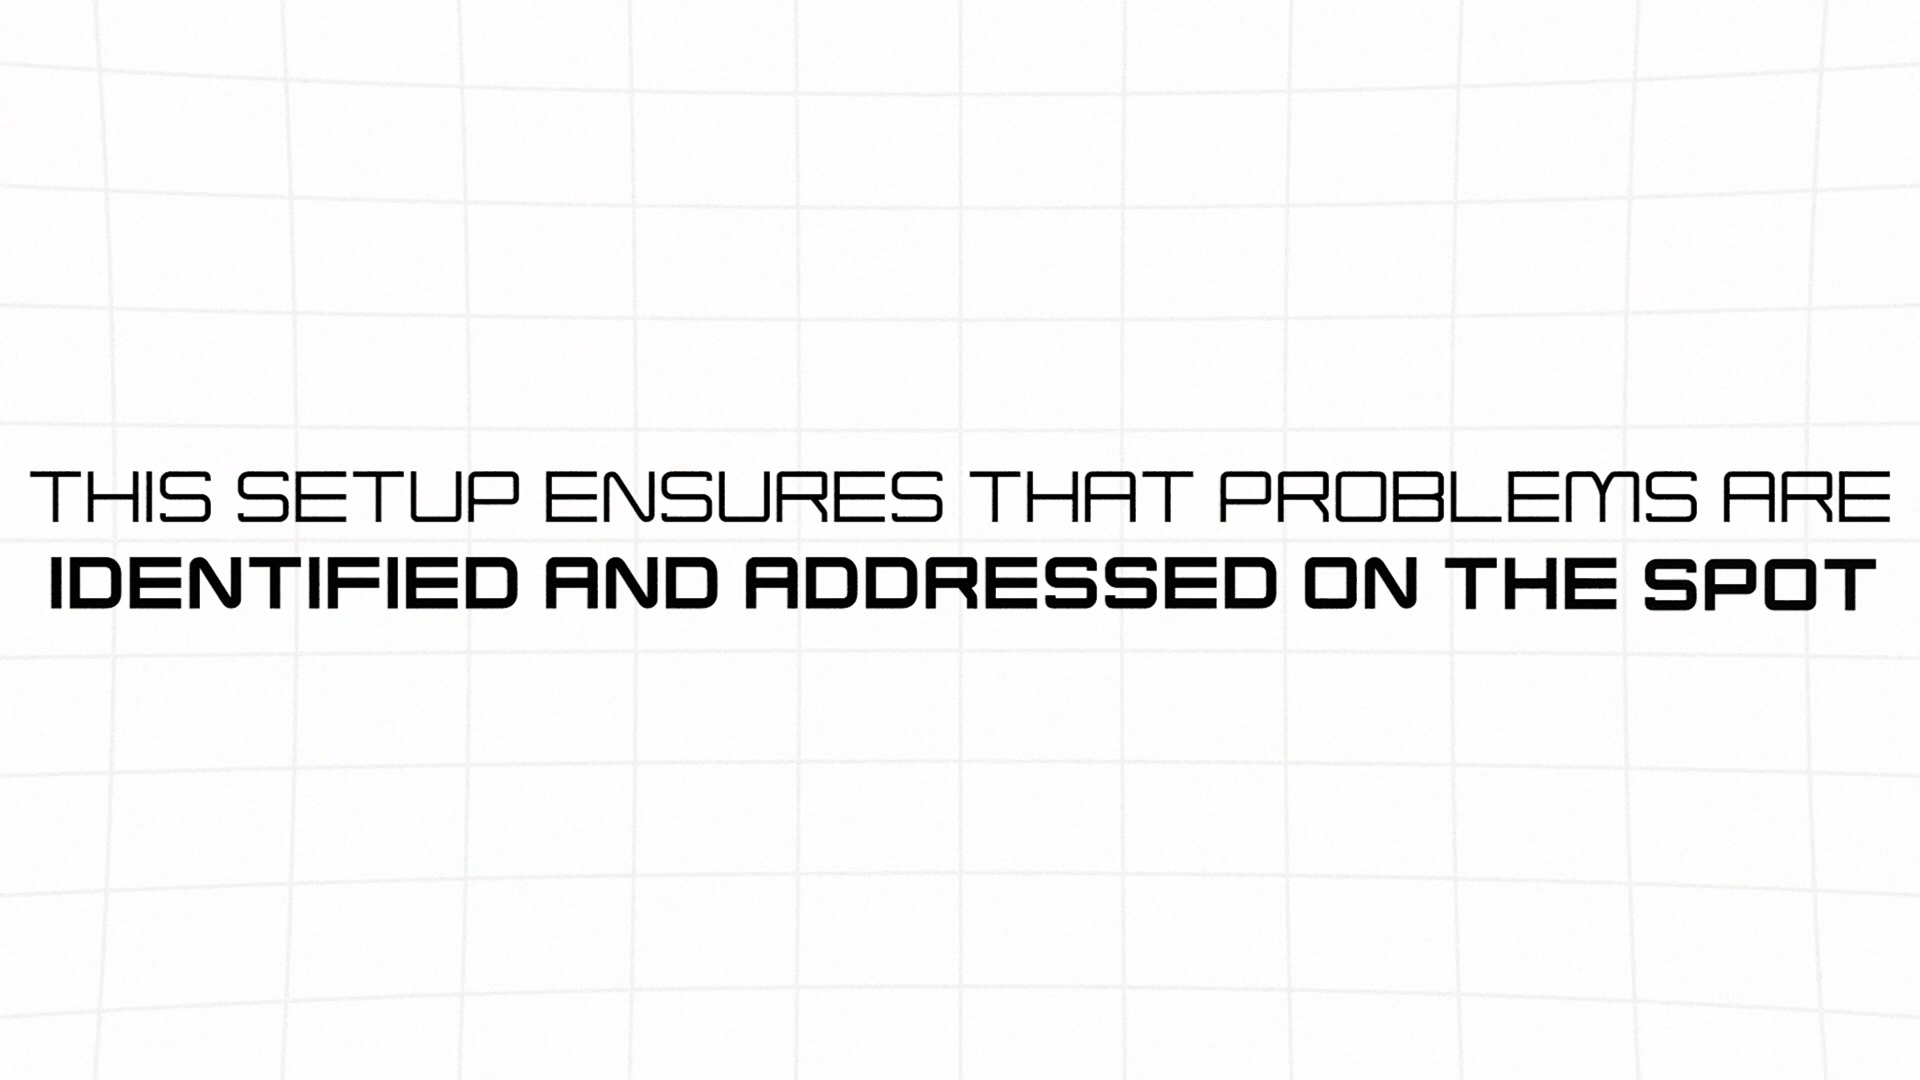 THIS SETUP ENSURES THAT PROBLEMS ARE
IDENTIFIED AND ADDRESSED ON THE SPOT